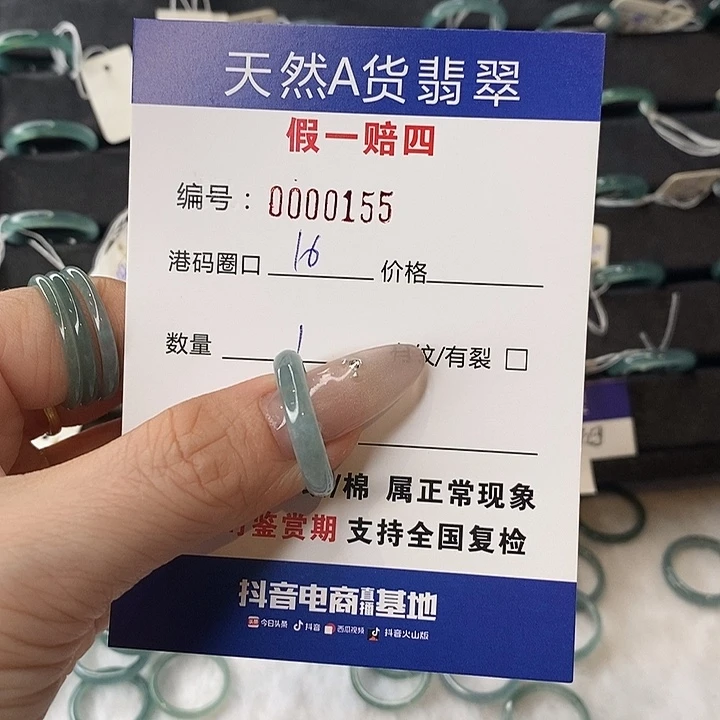 天然A货翡翠
假一赔四
编号：0000155
港码圈口 16 价格
数量 1 有纹/有裂 □
/棉 属正常现象
鉴赏期 支持全国复检
抖音电商直播基地
头条 今日头条 抖音 西瓜视频 抖音火山版